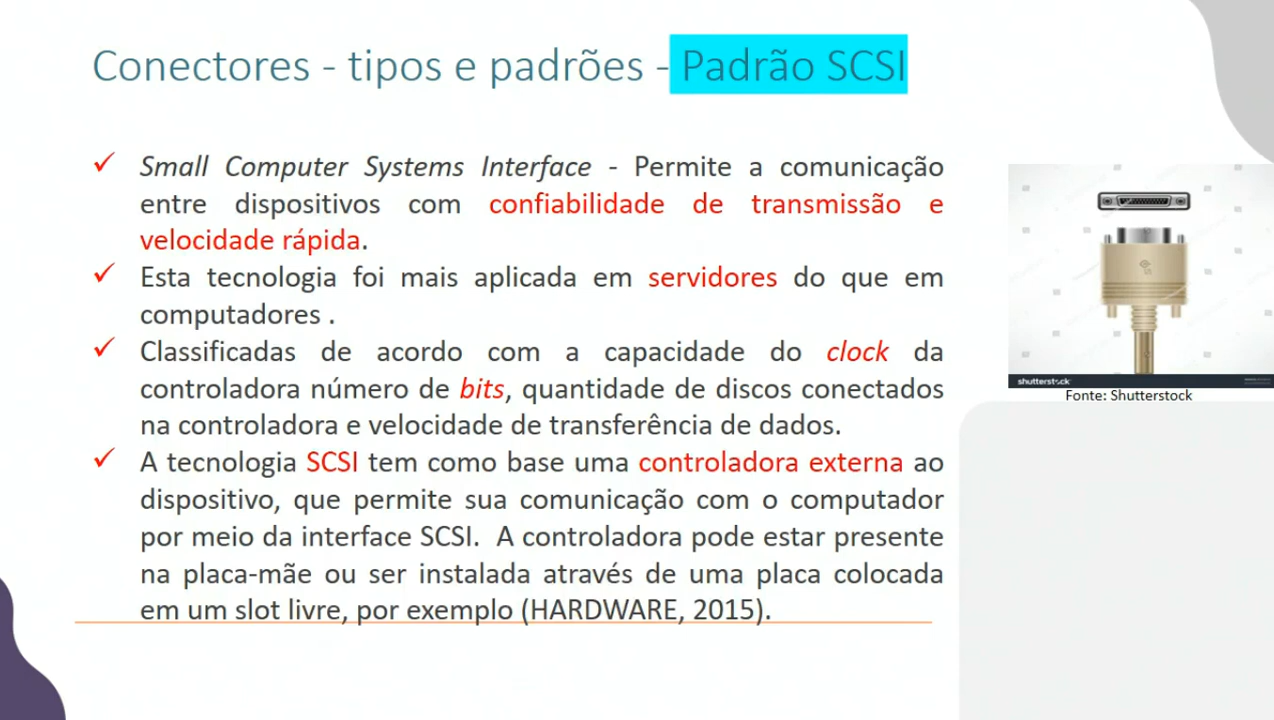 Conectores - tipos e padrões - Padrão SCSI
✓ Small Computer Systems Interface - Permite a comunicação
entre dispositivos com confiabilidade de transmissão e
velocidade rápida.
✓ Esta tecnologia foi mais aplicada em servidores do que em
computadores .
✓ Classificadas de acordo com a capacidade do clock da
controladora número de bits, quantidade de discos conectados
na controladora e velocidade de transferência de dados.
✓ A tecnologia SCSI tem como base uma controladora externa ao
dispositivo, que permite sua comunicação com o computador
por meio da interface SCSI. A controladora pode estar presente
na placa-mãe ou ser instalada através de uma placa colocada
em um slot livre, por exemplo (HARDWARE, 2015).
shutterstock
Fonte: Shutterstock